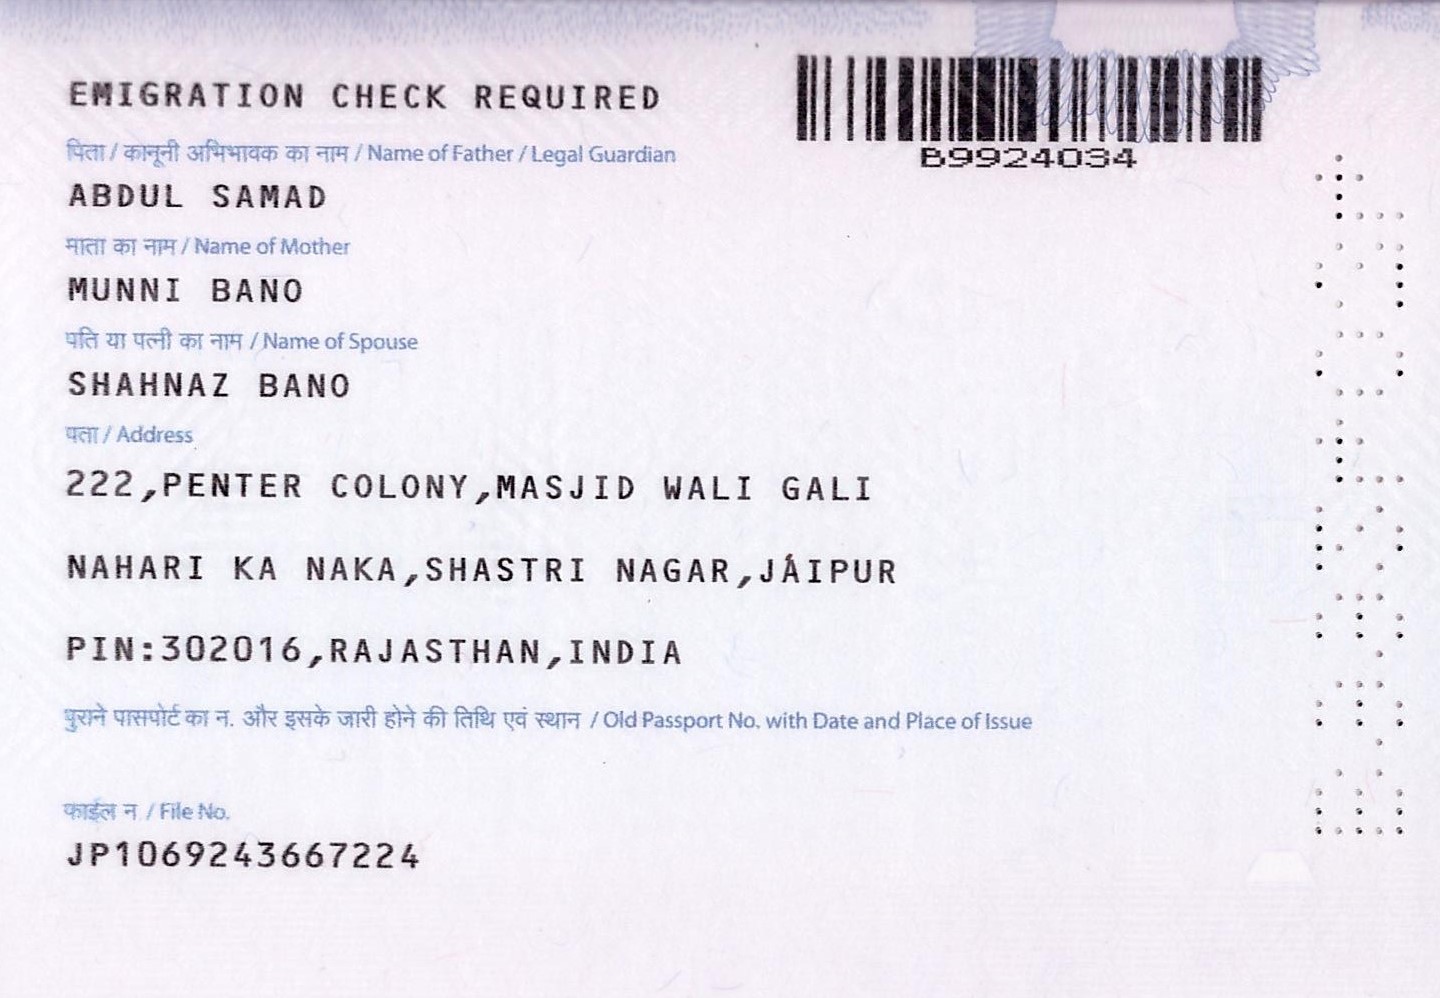 EMIGRATION CHECK REQUIRED
B9924034
पिता / कानूनी अभिभावक का नाम / Name of Father / Legal Guardian
ABDUL SAMAD
माता का नाम / Name of Mother
MUNNI BANO
पति या पत्नी का नाम / Name of Spouse
SHAHNAZ BANO
पता / Address
222,PENTER COLONY,MASJID WALI GALI
NAHARI KA NAKA,SHASTRI NAGAR,JAIPUR
PIN:302016,RAJASTHAN,INDIA
पुराने पासपोर्ट का न. और इसके जारी होने की तिथि एवं स्थान / Old Passport No. with Date and Place of Issue
फाईल न / File No.
JP1069243667224
B9924034